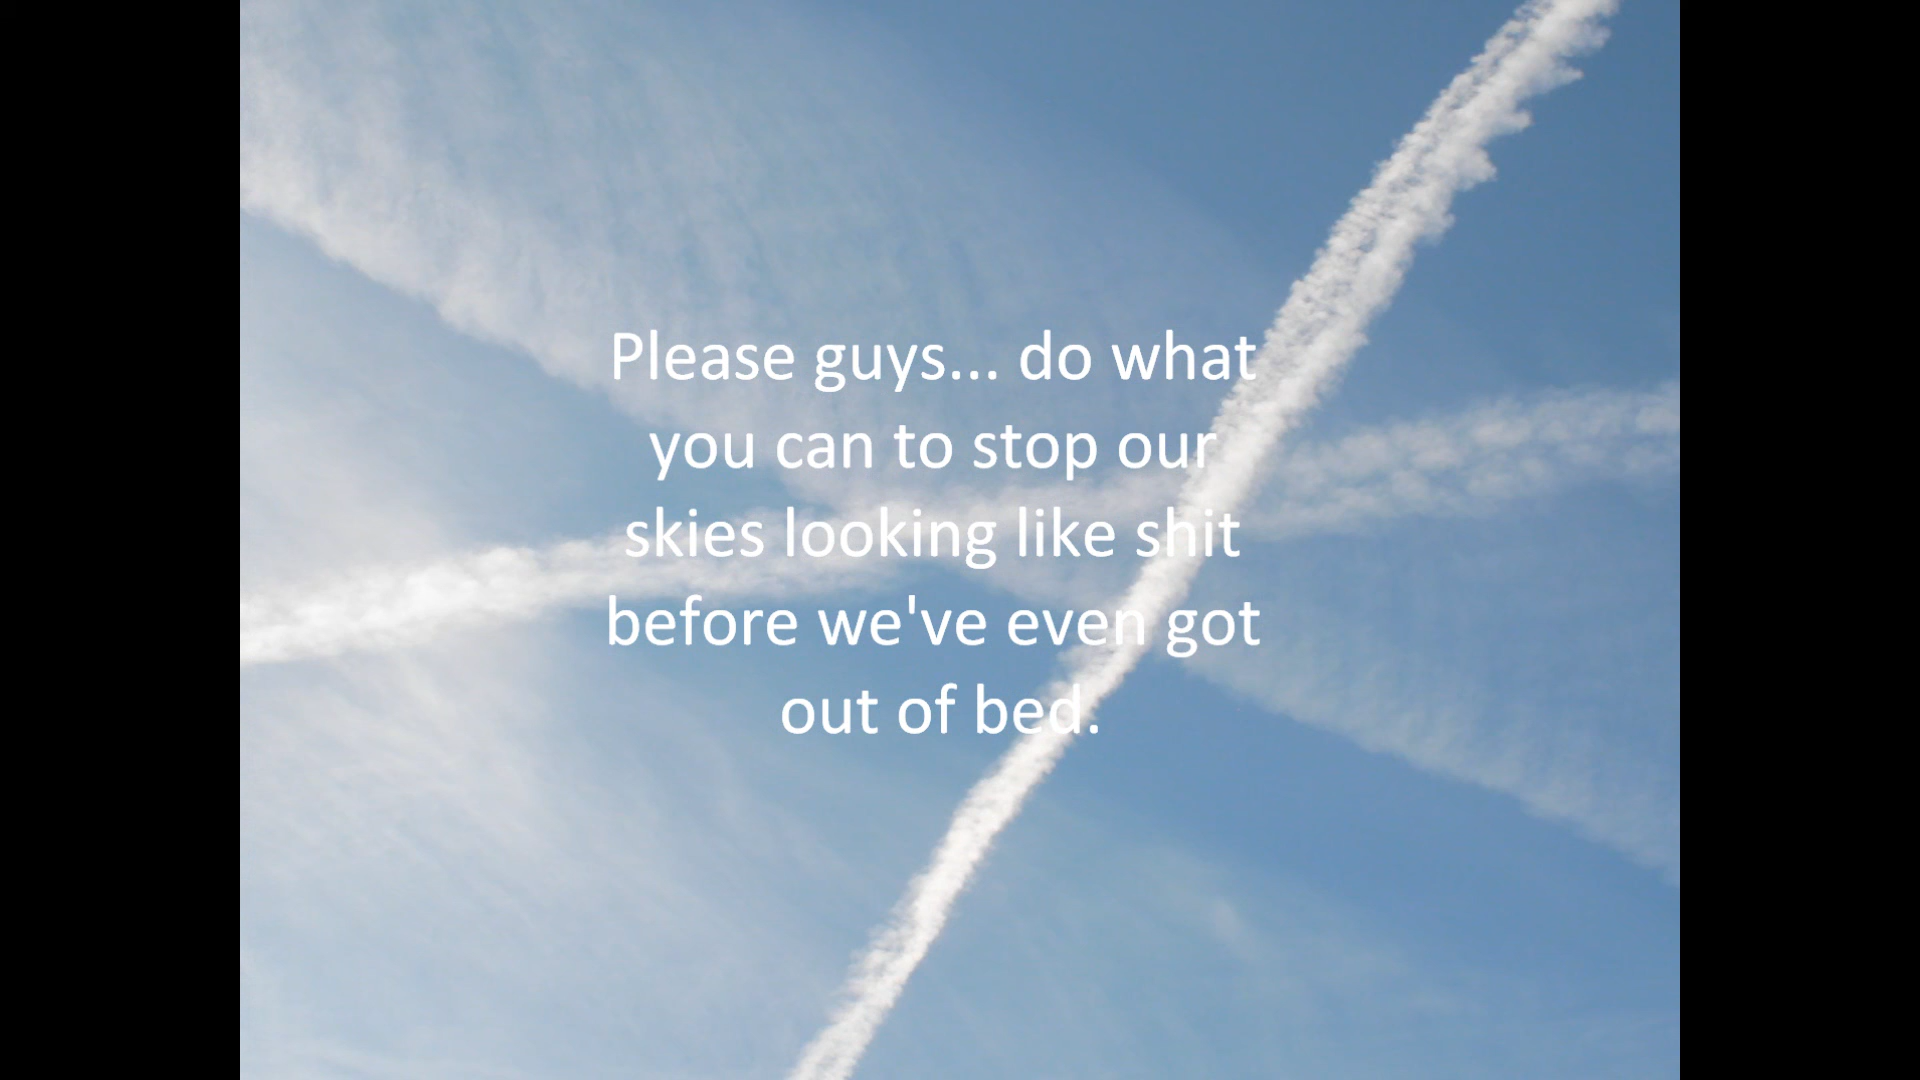 Please guys... do what
you can to stop our
skies looking like shit
before we've even got
out of bed.